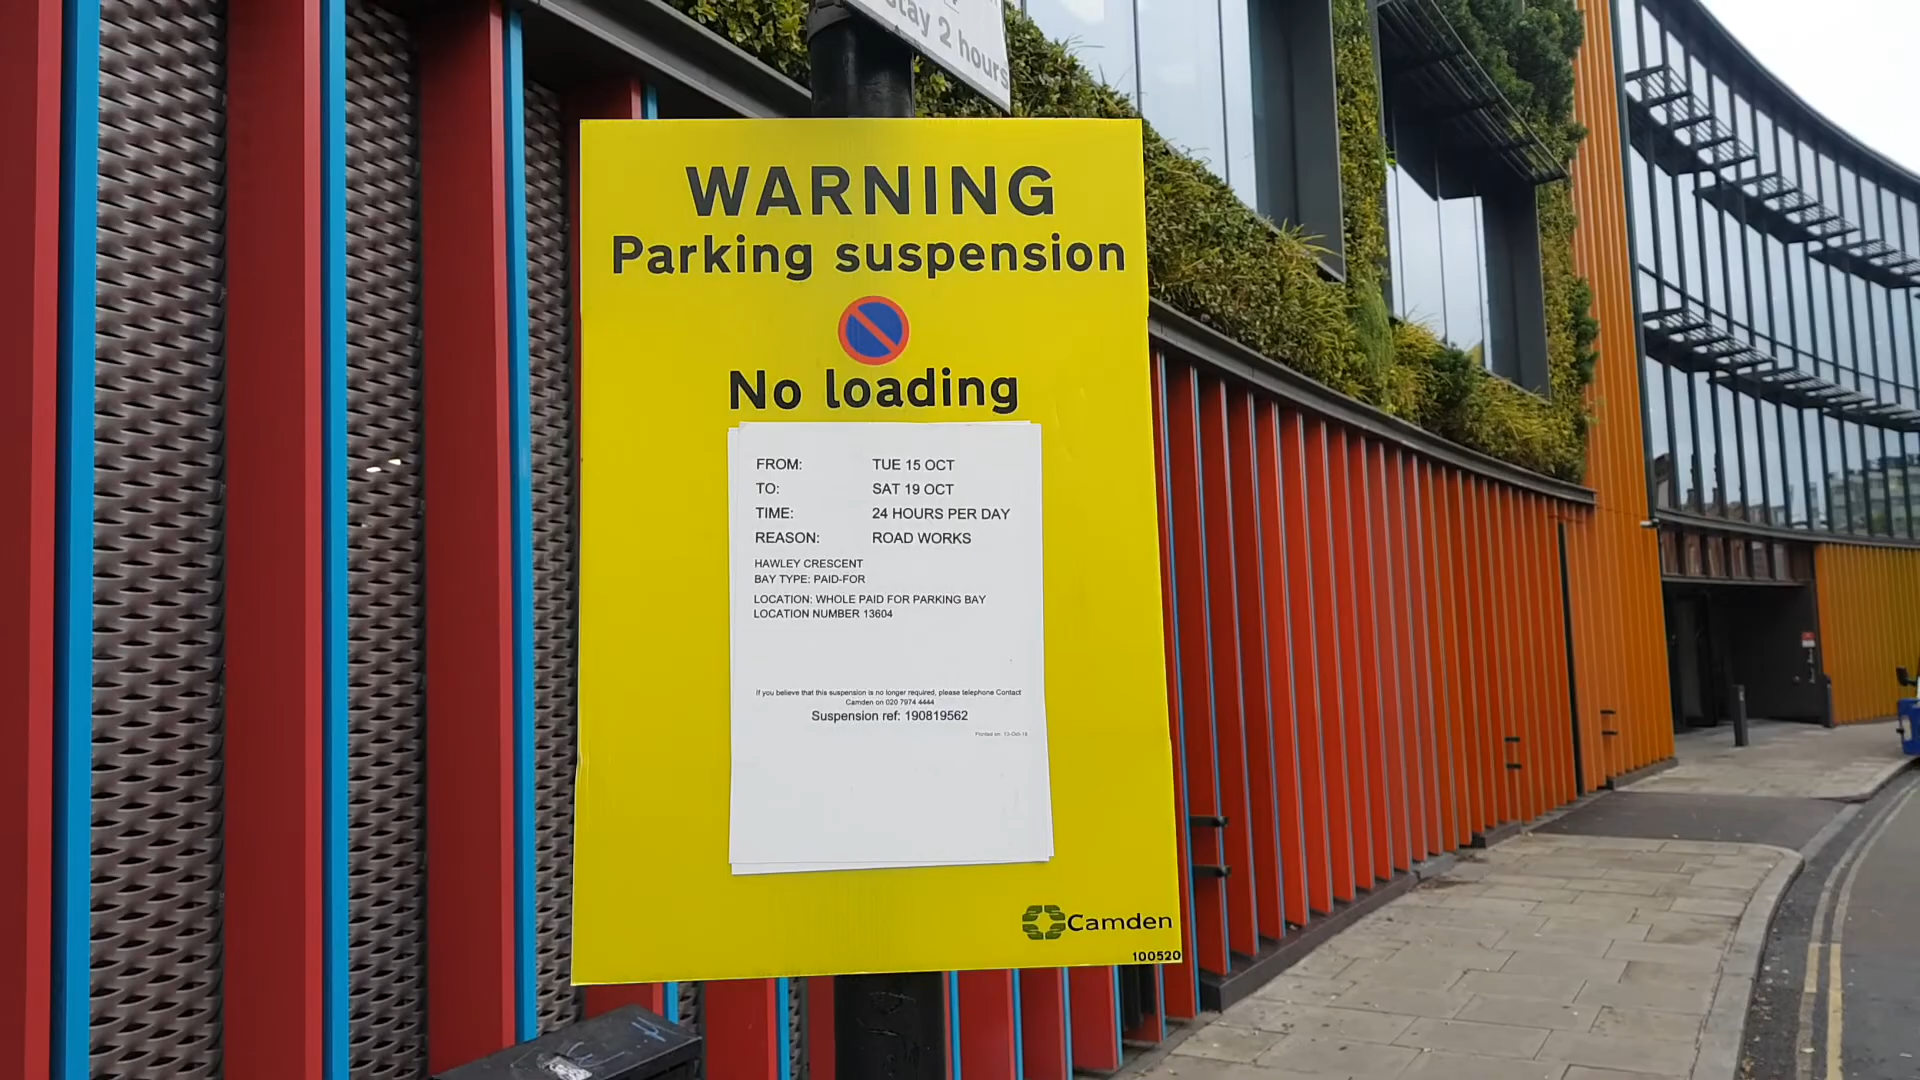 stay 2 hours
WARNING
Parking suspension
No loading
FROM: TUE 15 OCT
TO: SAT 19 OCT
TIME: 24 HOURS PER DAY
REASON: ROAD WORKS
HAWLEY CRESCENT
BAY TYPE: PAID-FOR
LOCATION: WHOLE PAID FOR PARKING BAY
LOCATION NUMBER 13604
If you believe that this suspension is no longer required, please telephone Contact
Camden on 020 7974 4444
Suspension ref: 190819562
Printed on:
Camden
100520